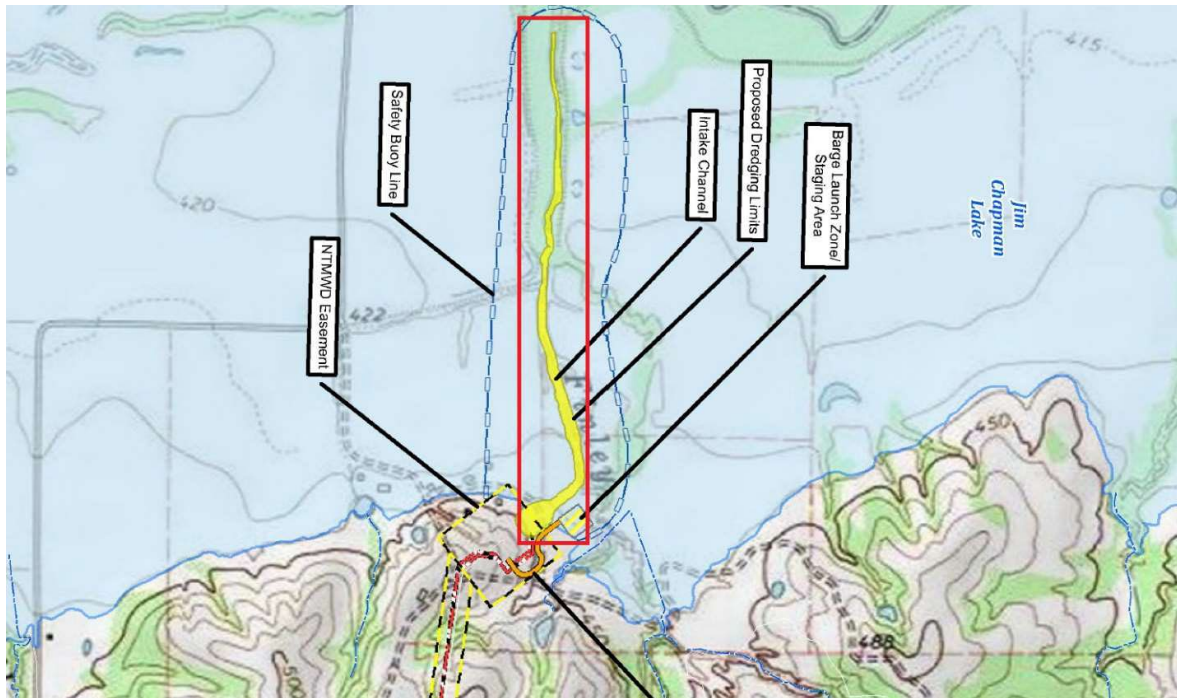 415
Jim
Chapman
Lake
Barge Launch Zone/
Staging Area
Proposed Dredging Limits
Intake Channel
Safety Buoy Line
NTMWD Easement
420
422
450
488
500